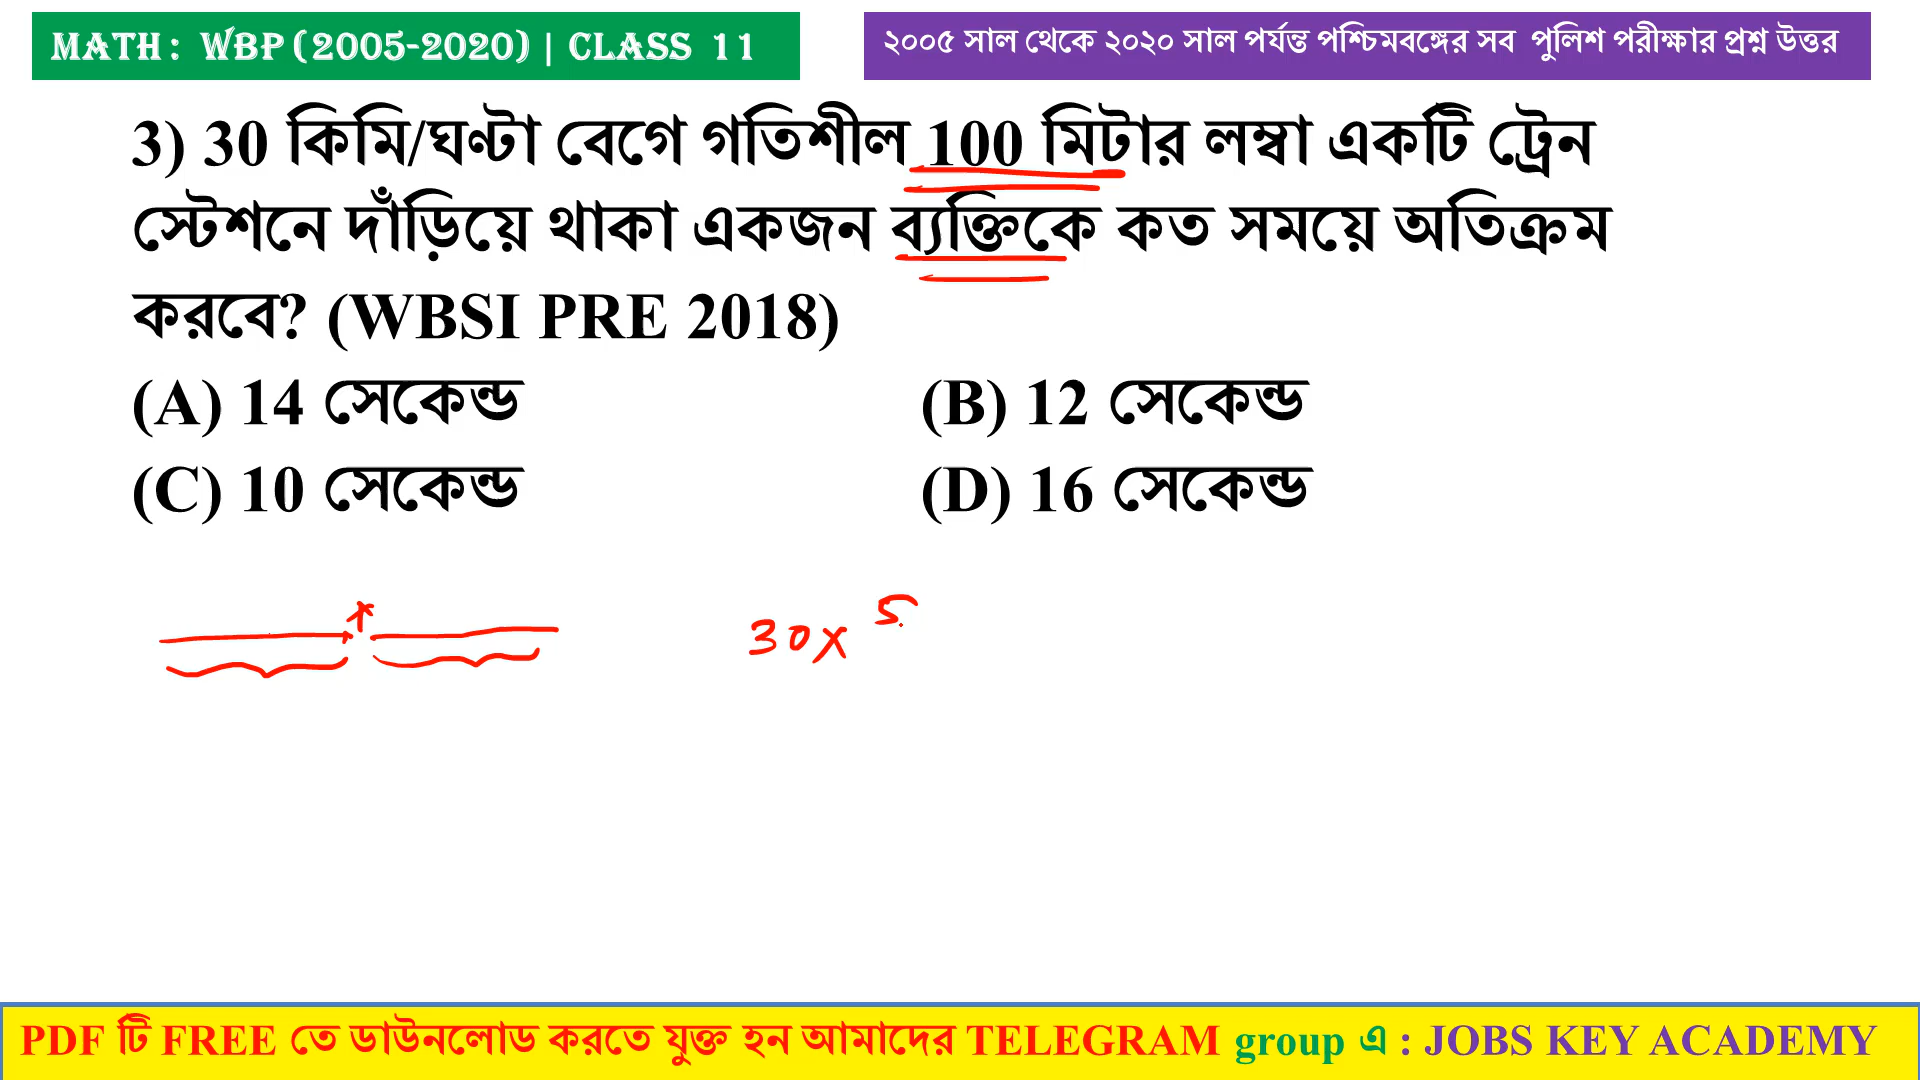 MATH : WBP (2005-2020) | CLASS 11
২০০৫ সাল থেকে ২০২০ সাল পর্যন্ত পশ্চিমবঙ্গের সব পুলিশ পরীক্ষার প্রশ্ন উত্তর
3) 30 কিমি/ঘণ্টা বেগে গতিশীল 100 মিটার লম্বা একটি ট্রেন
স্টেশনে দাঁড়িয়ে থাকা একজন ব্যক্তিকে কত সময়ে অতিক্রম
করবে? (WBSI PRE 2018)
(A) 14 সেকেন্ড (B) 12 সেকেন্ড
(C) 10 সেকেন্ড (D) 16 সেকেন্ড
30 x 5
PDF টি FREE তে ডাউনলোড করতে যুক্ত হন আমাদের TELEGRAM group এ : JOBS KEY ACADEMY